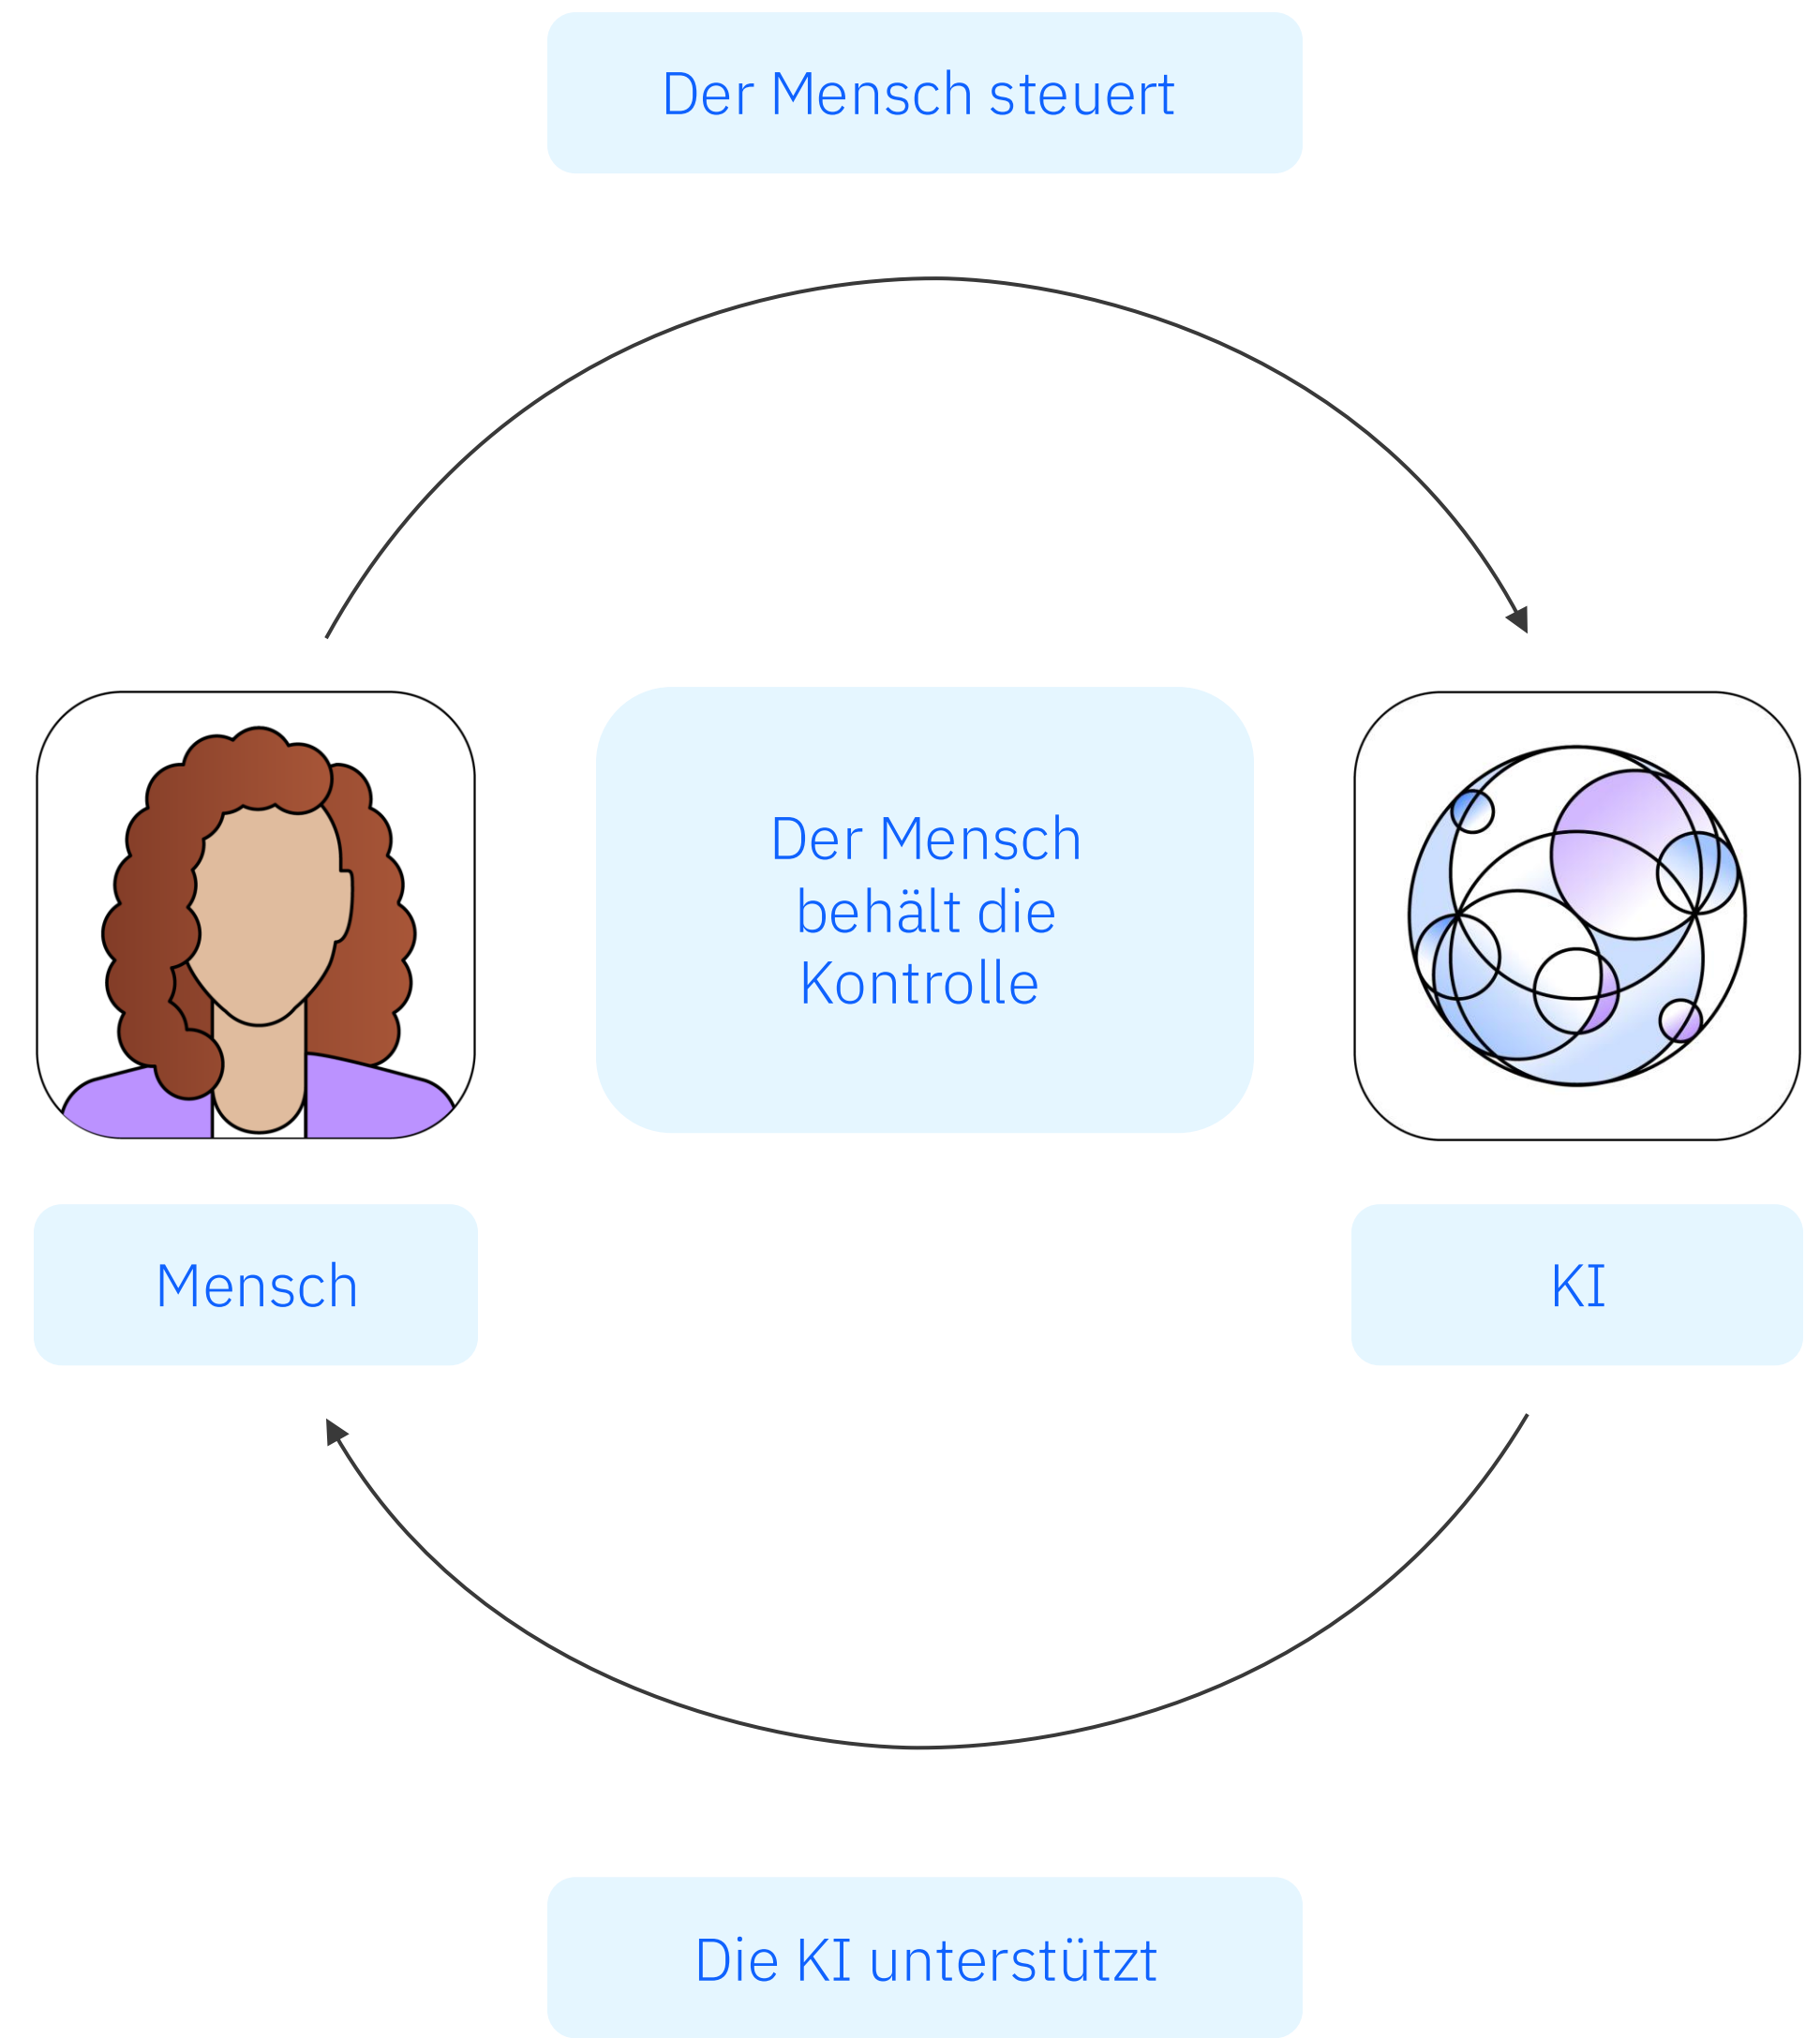 Der Mensch steuert
Der Mensch
behält die
Kontrolle
Mensch
KI
Die KI unterstützt